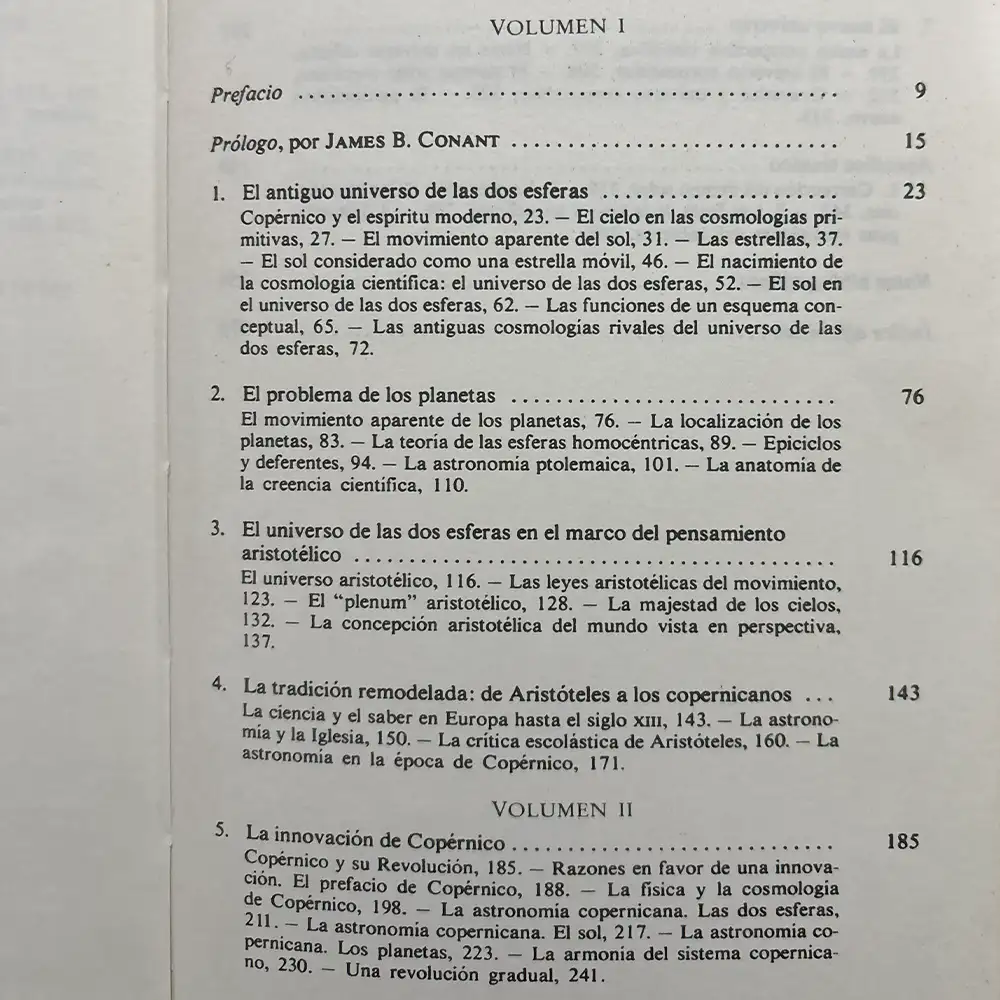 VOLUMEN I
Prefacio .................................................. 9
Prólogo, por JAMES B. CONANT ............................. 15
1. El antiguo universo de las dos esferas ..................... 23
Copérnico y el espíritu moderno, 23. — El cielo en las cosmologías pri-
mitivas, 27. — El movimiento aparente del sol, 31. — Las estrellas, 37.
— El sol considerado como una estrella móvil, 46. — El nacimiento de
la cosmología científica: el universo de las dos esferas, 52. — El sol en
el universo de las dos esferas, 62. — Las funciones de un esquema con-
ceptual, 65. — Las antiguas cosmologías rivales del universo de las
dos esferas, 72.
2. El problema de los planetas ............................. 76
El movimiento aparente de los planetas, 76. — La localización de los
planetas, 83. — La teoría de las esferas homocéntricas, 89. — Epiciclos
y deferentes, 94. — La astronomía ptolemaica, 101. — La anatomía de
la creencia científica, 110.
3. El universo de las dos esferas en el marco del pensamiento
aristotélico ........................................... 116
El universo aristotélico, 116. — Las leyes aristotélicas del movimiento,
123. — El “plenum” aristotélico, 128. — La majestad de los cielos,
132. — La concepción aristotélica del mundo vista en perspectiva,
137.
4. La tradición remodelada: de Aristóteles a los copernicanos ... 143
La ciencia y el saber en Europa hasta el siglo XIII, 143. — La astrono-
mía y la Iglesia, 150. — La crítica escolástica de Aristóteles, 160. — La
astronomía en la época de Copérnico, 171.
VOLUMEN II
5. La innovación de Copérnico ............................. 185
Copérnico y su Revolución, 185. — Razones en favor de una innova-
ción. El prefacio de Copérnico, 188. — La física y la cosmología
de Copérnico, 198. — La astronomía copernicana. Las dos esferas,
211. — La astronomía copernicana. El sol, 217. — La astronomía co-
pernicana. Los planetas, 223. — La armonía del sistema copernica-
no, 230. — Una revolución gradual, 241.